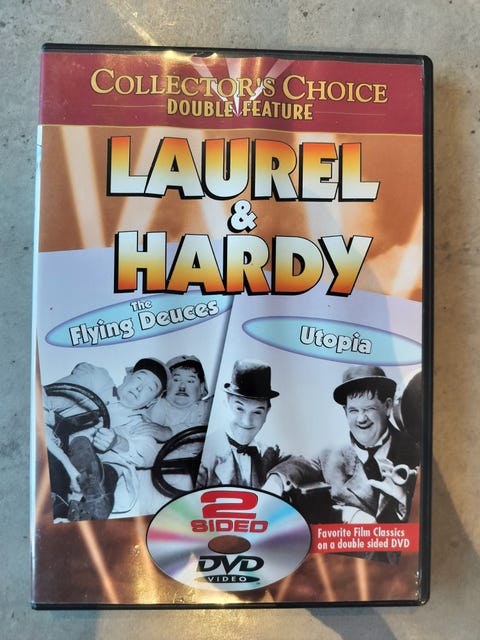 COLLECTOR'S CHOICE
DOUBLE FEATURE
LAUREL
&
HARDY
The
Flying Deuces
Utopia
2
SIDED
DVD
VIDEO
Favorite Film Classics
on a double sided DVD